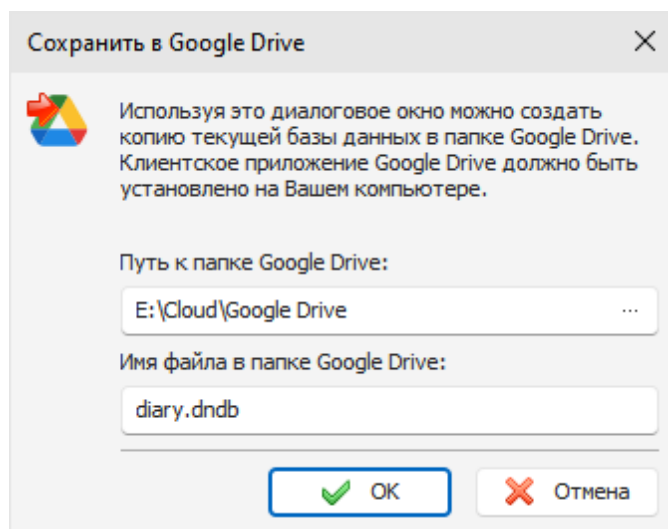 Сохранить в Google Drive
Используя это диалоговое окно можно создать
копию текущей базы данных в папке Google Drive.
Клиентское приложение Google Drive должно быть
установлено на Вашем компьютере.
Путь к папке Google Drive:
E:\Cloud\Google Drive
...
Имя файла в папке Google Drive:
diary.dndb
OK
Отмена